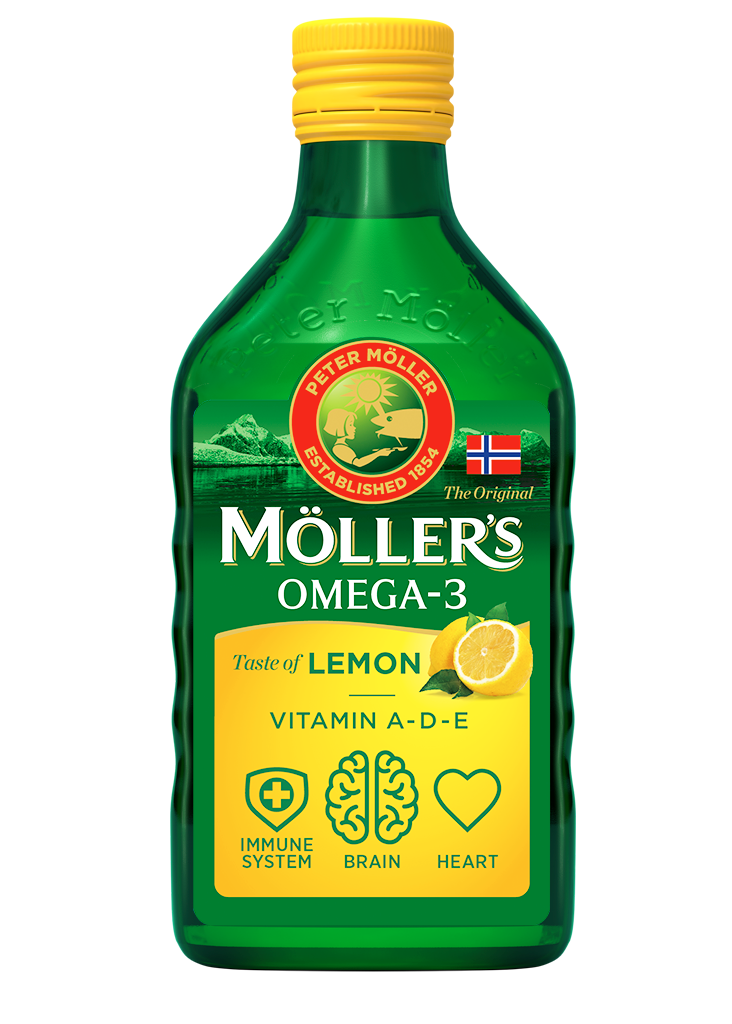 Peter Möller
PETER MÖLLER
ESTABLISHED 1854
The Original
MÖLLER'S
OMEGA-3
Taste of LEMON
VITAMIN A-D-E
IMMUNE
SYSTEM
BRAIN
HEART